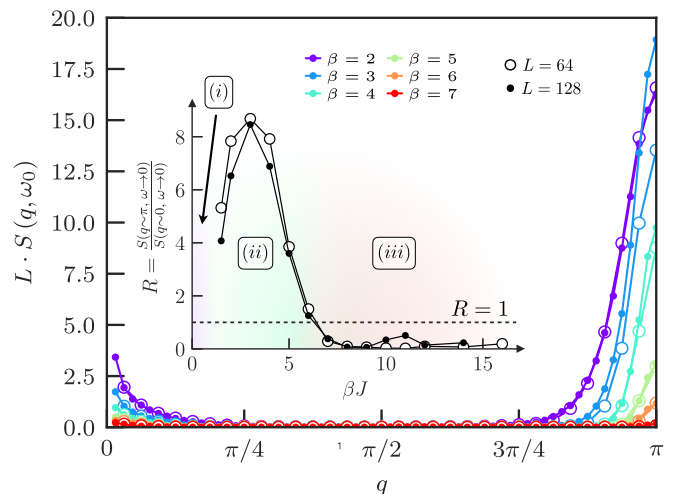 20.0
17.5
15.0
12.5
10.0
7.5
5.0
2.5
0.0
L · S (q, ω₀)
0
π/4
π/2
3π/4
π
q
β = 2
β = 3
β = 4
β = 5
β = 6
β = 7
L = 64
L = 128
(i)
(ii)
(iii)
R = 1
R = S(q∼π, ω→0) / S(q∼0, ω→0)
8
6
4
2
0
0
5
10
15
βJ
1